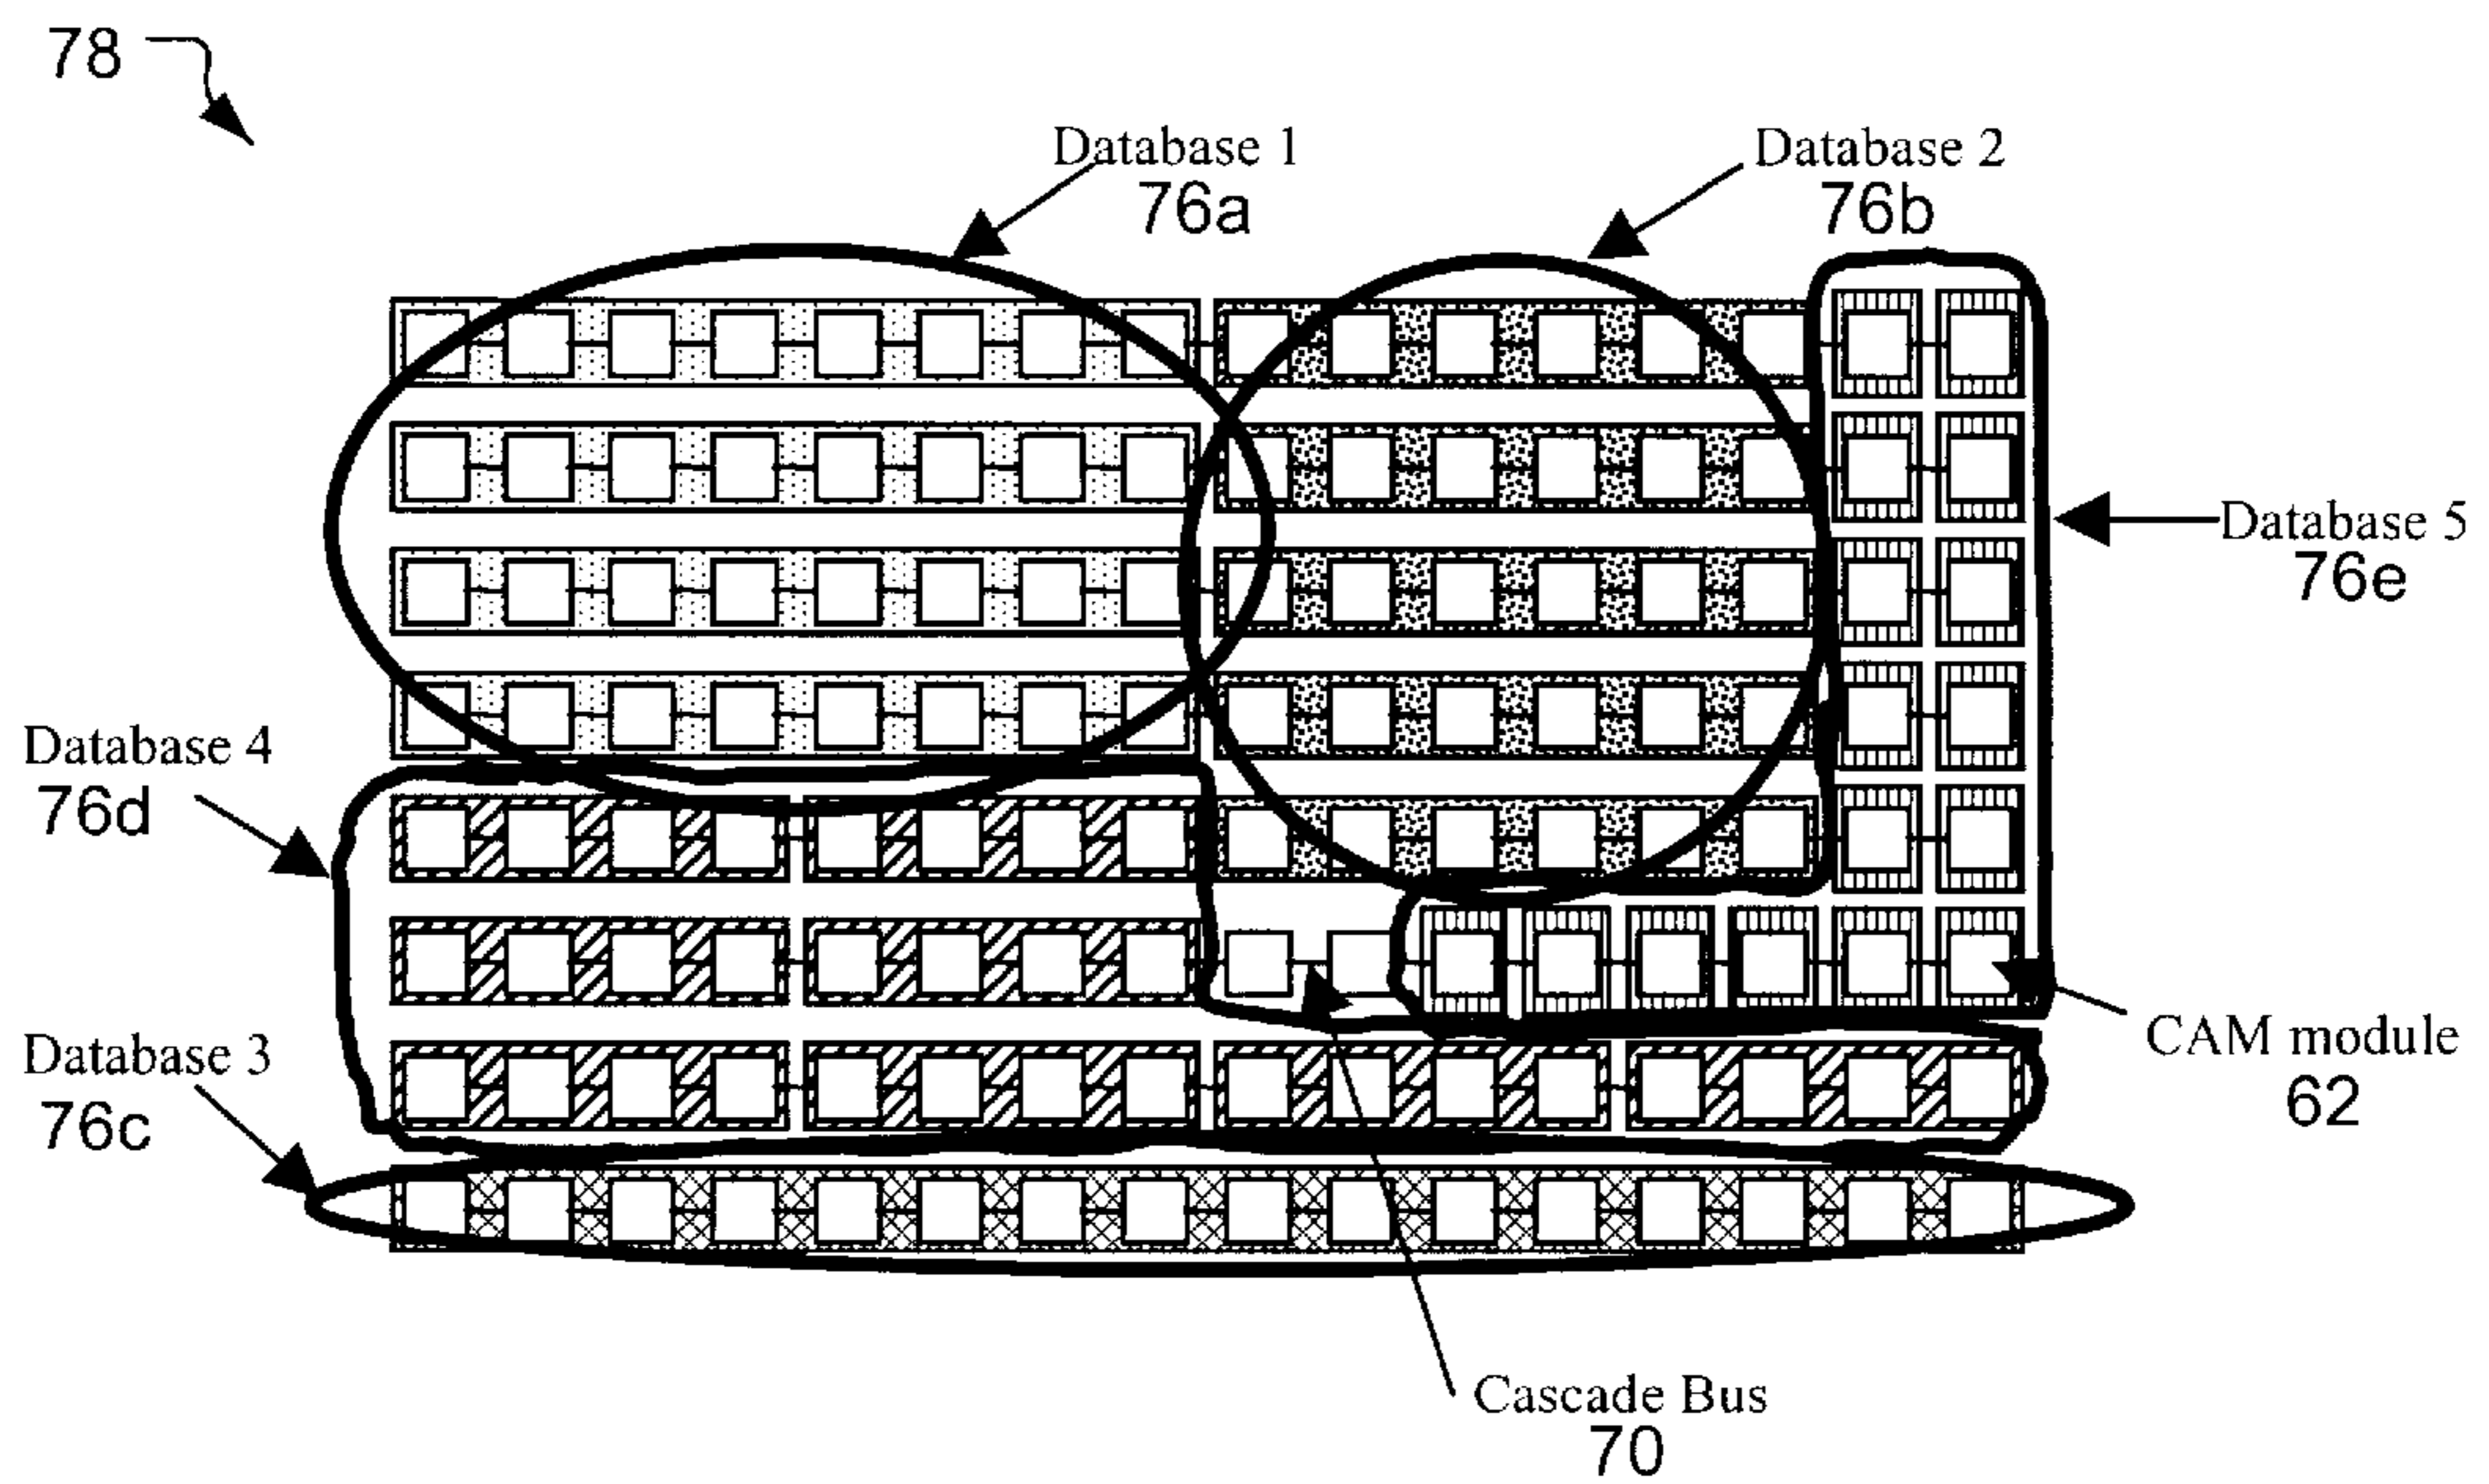 78
Database 1
76a
Database 2
76b
Database 5
76e
Database 4
76d
CAM module
62
Database 3
76c
Cascade Bus
70